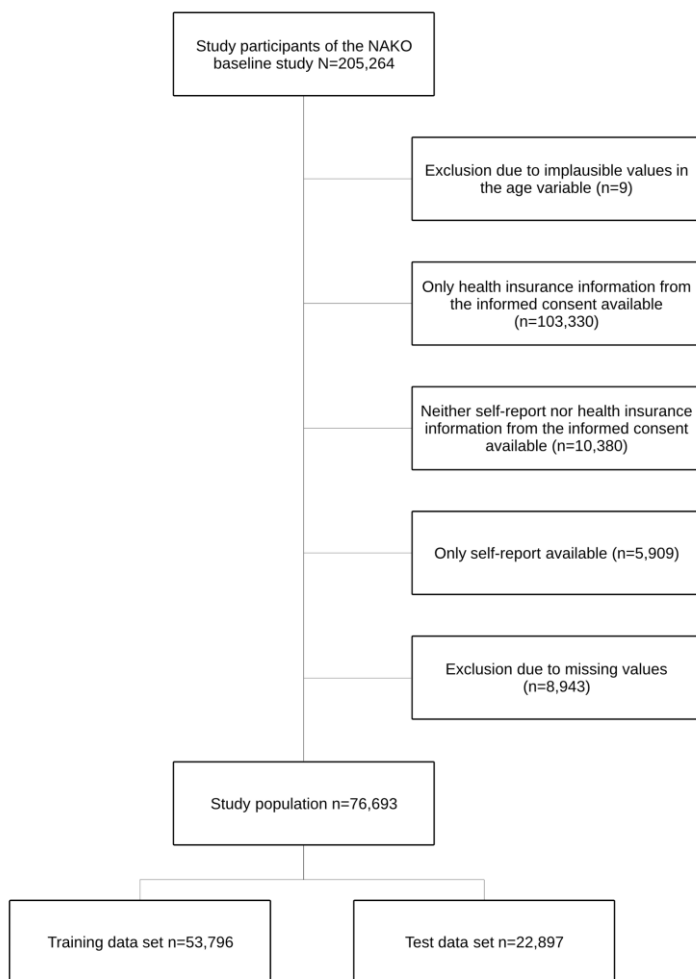 Study participants of the NAKO
baseline study N=205,264
Exclusion due to implausible values in
the age variable (n=9)
Only health insurance information from
the informed consent available
(n=103,330)
Neither self-report nor health insurance
information from the informed consent
available (n=10,380)
Only self-report available (n=5,909)
Exclusion due to missing values
(n=8,943)
Study population n=76,693
Training data set n=53,796
Test data set n=22,897